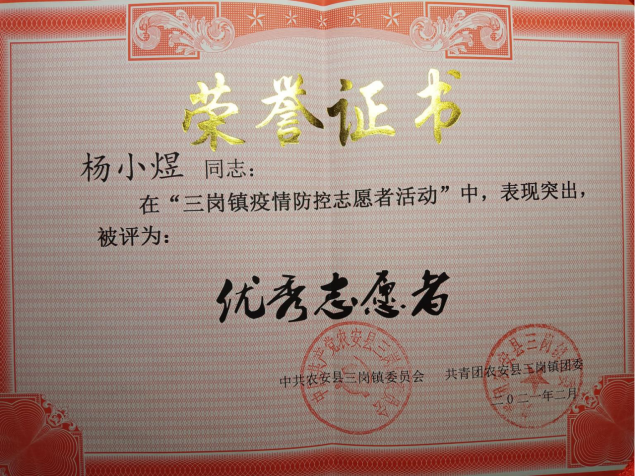 荣誉证书
杨小煜 同志：
在“三岗镇疫情防控志愿者活动”中，表现突出，
被评为：
优秀志愿者
中共农安县三岗镇委员会 共青团农安县三岗镇团委
二〇二一年二月